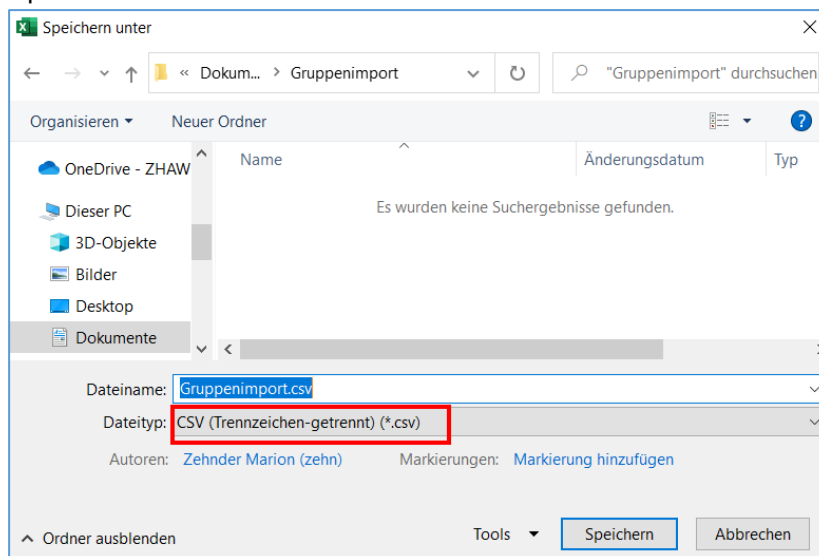 Speichern unter
« Dokum... > Gruppenimport
"Gruppenimport" durchsuchen
Organisieren
Neuer Ordner
Name
Änderungsdatum
Typ
OneDrive - ZHAW
Es wurden keine Suchergebnisse gefunden.
Dieser PC
3D-Objekte
Bilder
Desktop
Dokumente
Dateiname: Gruppenimport.csv
Dateityp: CSV (Trennzeichen-getrennt) (*.csv)
Autoren: Zehnder Marion (zehn) Markierungen: Markierung hinzufügen
Ordner ausblenden
Tools
Speichern
Abbrechen